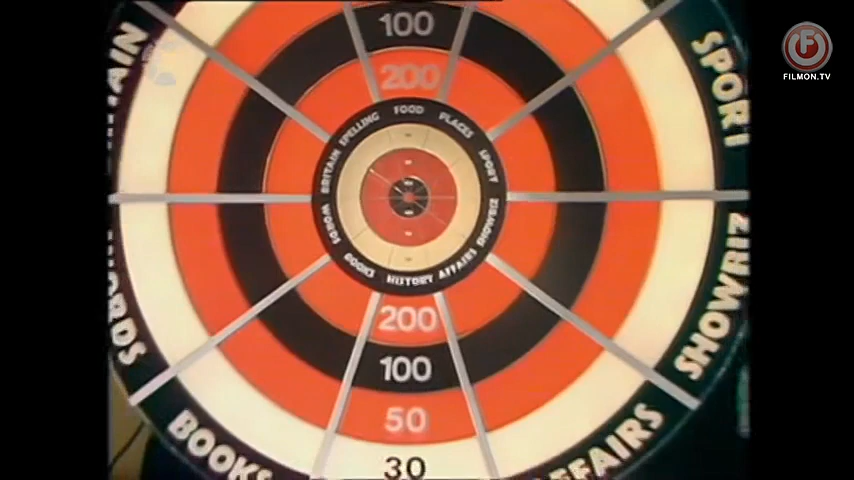 100
200
FILMON.TV
SPORT
FOOD
SPELLING
PLACES
BRITAIN
SPORT
WORDS
SHOWBIZ
BOOKS
HISTORY
AFFAIRS
200
100
50
30
SHOWBIZ
BOOKS
AFFAIRS